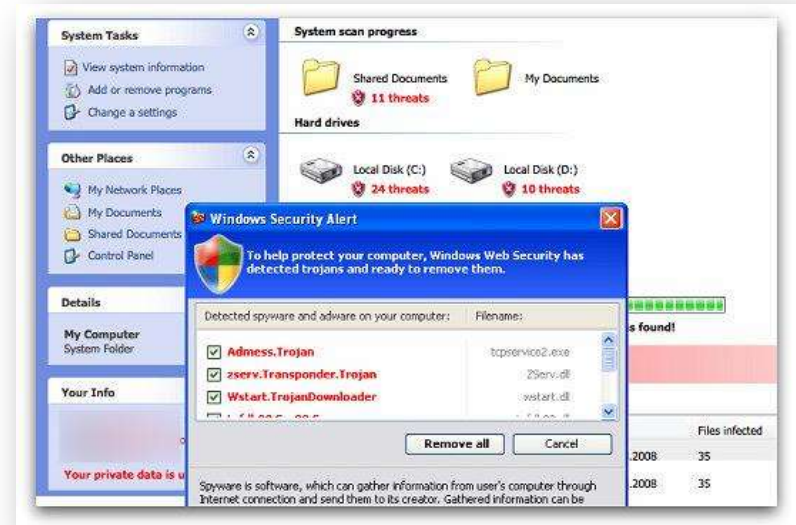 System Tasks
View system information
Add or remove programs
Change a settings
Other Places
My Network Places
My Documents
Shared Documents
Control Panel
Details
My Computer
System Folder
Your Info
Your private data is u
System scan progress
Shared Documents
11 threats
My Documents
Hard drives
Local Disk (C:)
24 threats
Local Disk (D:)
10 threats
s found!
Files infected
.2008 35
.2008 35
Windows Security Alert
To help protect your computer, Windows Web Security has
detected trojans and ready to remove them.
Detected spyware and adware on your computer: Filename:
Admess.Trojan tcpservice2.exe
zserv.Transponder.Trojan ZServ.dll
Wstart.TrojanDownloader wstart.dll
Remove all Cancel
Spyware is software, which can gather information from user's computer through
Internet connection and send them to its creator. Gathered information can be